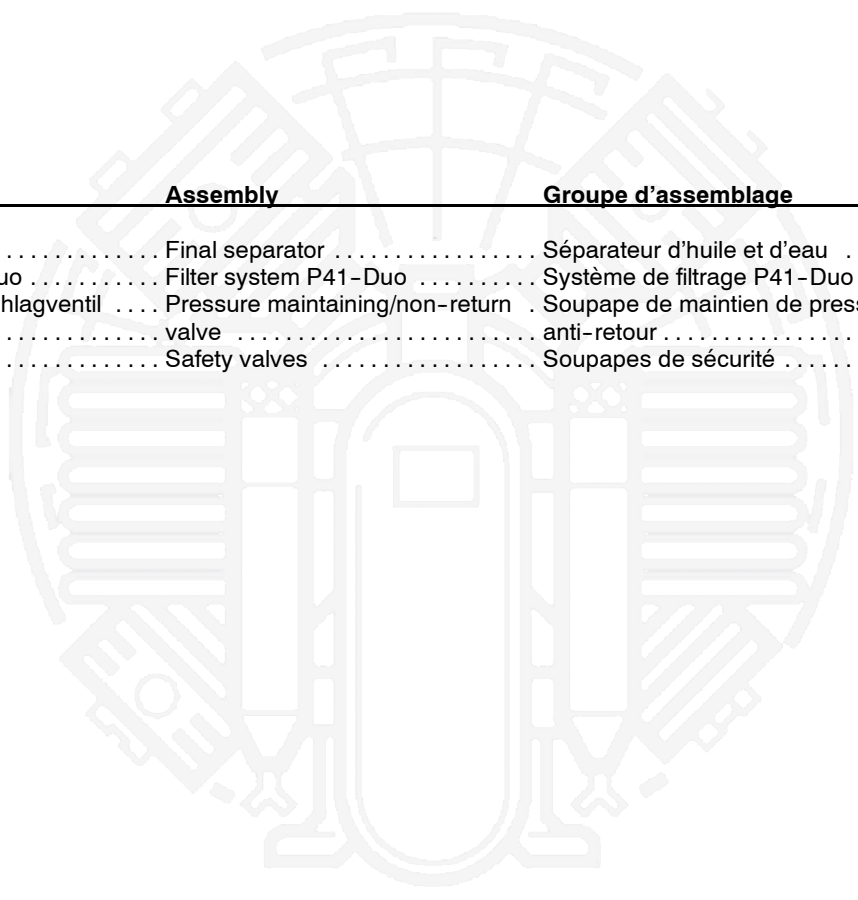 Assembly Groupe d'assemblage
. . . . . . . . . . . . . Final separator . . . . . . . . . . . . . . . . . . Séparateur d'huile et d'eau .
uo . . . . . . . . . . . Filter system P41-Duo . . . . . . . . . . Système de filtrage P41-Duo
hlagventil . . . . Pressure maintaining/non-return . Soupape de maintien de press
. . . . . . . . . . . . . valve . . . . . . . . . . . . . . . . . . . . . . . . . . . anti-retour . . . . . . . . . . . . . . . . .
. . . . . . . . . . . . . Safety valves . . . . . . . . . . . . . . . . . . . Soupapes de sécurité . . . . . .